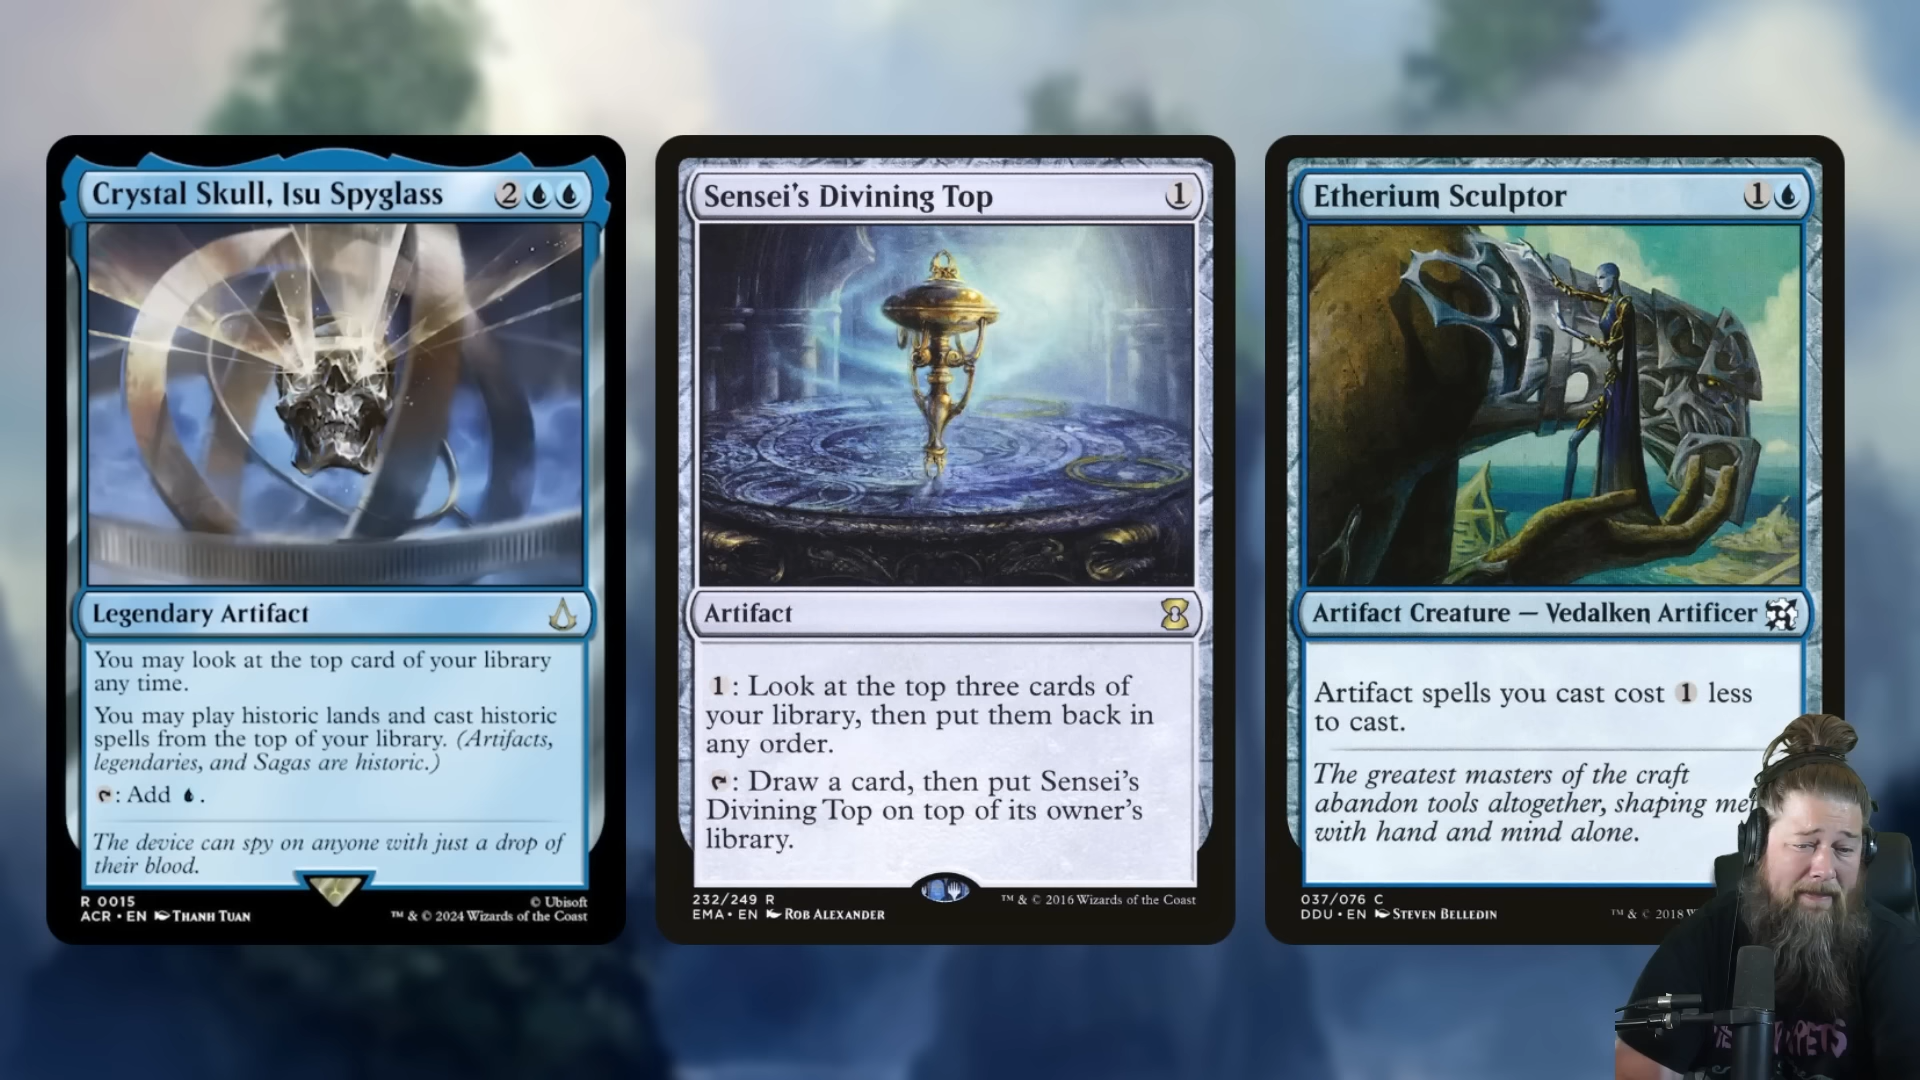 Crystal Skull, Isu Spyglass 2
Legendary Artifact
You may look at the top card of your library
any time.
You may play historic lands and cast historic
spells from the top of your library. (Artifacts,
legendaries, and Sagas are historic.)
: Add .
The device can spy on anyone with just a drop of
their blood.
R 0015
ACR • EN THANH TUAN
© Ubisoft
™ & © 2024 Wizards of the Coast
Sensei's Divining Top 1
Artifact
1: Look at the top three cards of
your library, then put them back in
any order.
: Draw a card, then put Sensei's
Divining Top on top of its owner's
library.
232/249 R
EMA • EN ROB ALEXANDER
™ & © 2016 Wizards of the Coast
Etherium Sculptor 1
Artifact Creature — Vedalken Artificer
Artifact spells you cast cost 1 less
to cast.
The greatest masters of the craft
abandon tools altogether, shaping me
with hand and mind alone.
037/076 C
DDU • EN STEVEN BELLEDIN
™ & © 2018 W